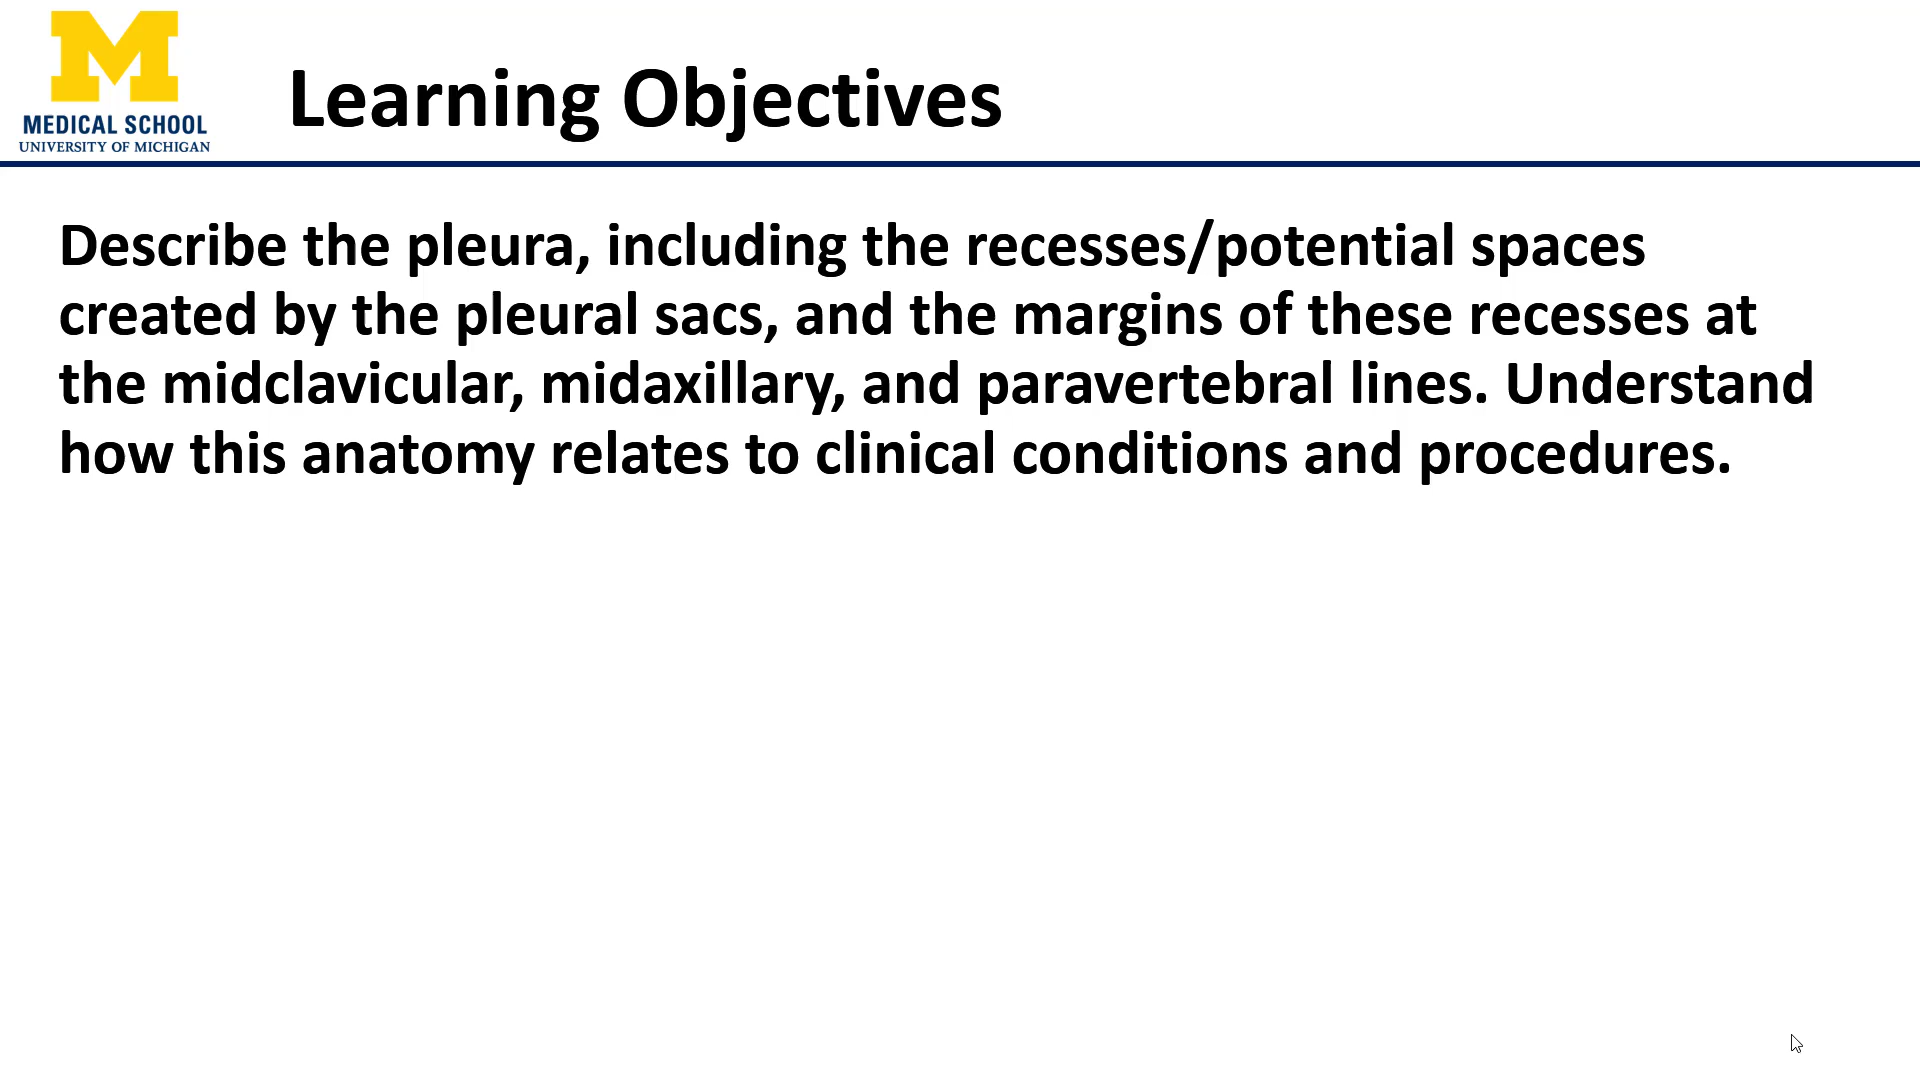 M
MEDICAL SCHOOL
UNIVERSITY OF MICHIGAN
Learning Objectives
Describe the pleura, including the recesses/potential spaces
created by the pleural sacs, and the margins of these recesses at
the midclavicular, midaxillary, and paravertebral lines. Understand
how this anatomy relates to clinical conditions and procedures.